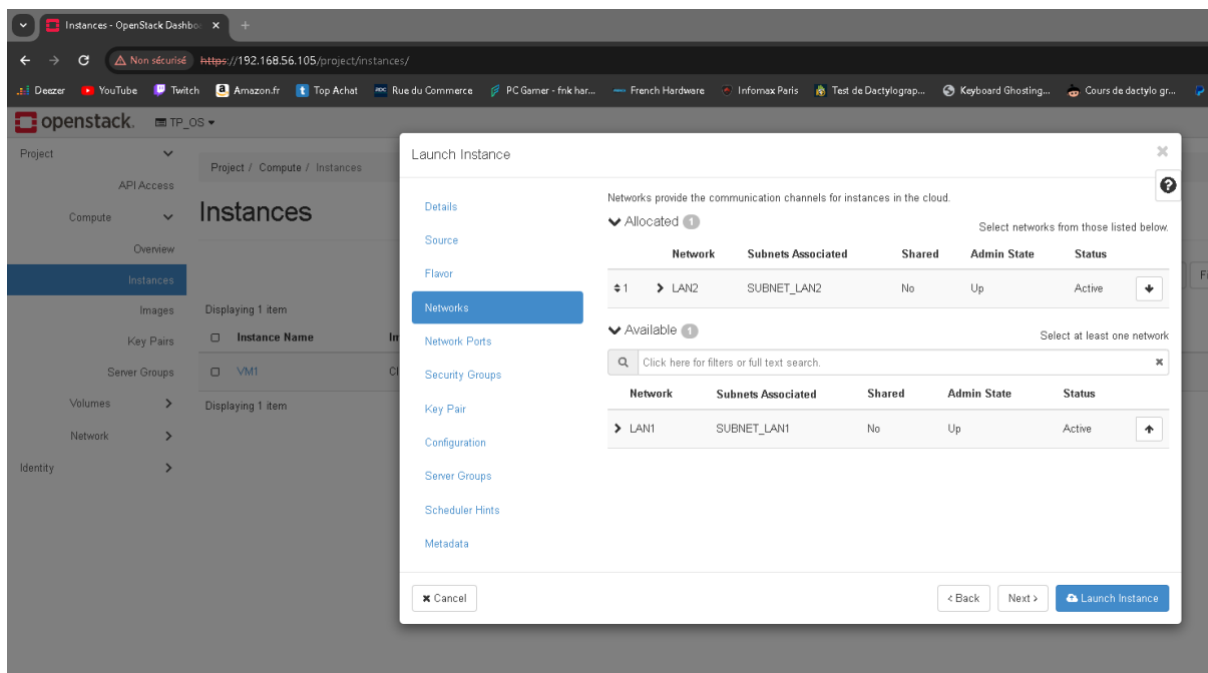 Instances - OpenStack Dashbo
Non sécurisé https://192.168.56.105/project/instances/
Deezer YouTube Twitch Amazon.fr Top Achat Rue du Commerce PC Gamer - fnk har... French Hardware Infomax Paris Test de Dactylograp... Keyboard Ghosting... Cours de dactylo gr...
openstack. TP_OS
Project
API Access
Compute
Overview
Instances
Images
Key Pairs
Server Groups
Volumes
Network
Identity
Project / Compute / Instances
Instances
Displaying 1 item
Instance Name
VM1
Displaying 1 item
Launch Instance
Details
Source
Flavor
Networks
Network Ports
Security Groups
Key Pair
Configuration
Server Groups
Scheduler Hints
Metadata
Networks provide the communication channels for instances in the cloud.
Allocated 1 Select networks from those listed below.
Network Subnets Associated Shared Admin State Status
1 LAN2 SUBNET_LAN2 No Up Active
Available 1 Select at least one network
Click here for filters or full text search.
Network Subnets Associated Shared Admin State Status
LAN1 SUBNET_LAN1 No Up Active
Cancel < Back Next > Launch Instance